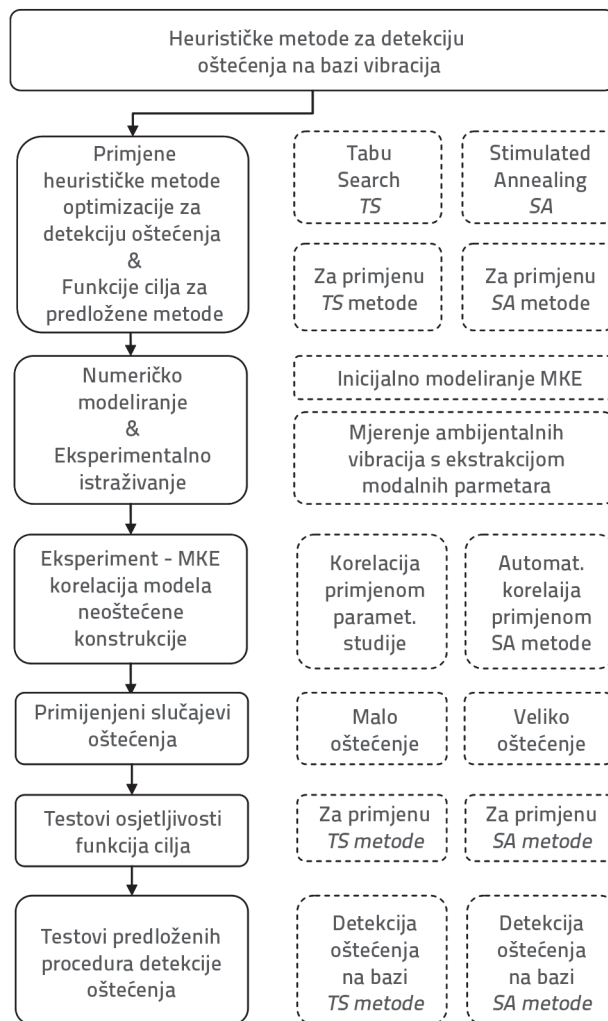 Heurističke metode za detekciju
oštećenja na bazi vibracija
Primjene
heurističke metode
optimizacije za
detekciju oštećenja
&
Funkcije cilja za
predložene metode
Tabu
Search
TS
Stimulated
Annealing
SA
Za primjenu
TS metode
Za primjenu
SA metode
Numeričko
modeliranje
&
Eksperimentalno
istraživanje
Inicijalno modeliranje MKE
Mjerenje ambijentalnih
vibracija s ekstrakcijom
modalnih parmetara
Eksperiment - MKE
korelacija modela
neoštećene
konstrukcije
Korelacija
primjenom
paramet.
studije
Automat.
korelaija
primjenom
SA metode
Primijenjeni slučajevi
oštećenja
Malo
oštećenje
Veliko
oštećenje
Testovi osjetljivosti
funkcija cilja
Za primjenu
TS metode
Za primjenu
SA metode
Testovi predloženih
procedura detekcije
oštećenja
Detekcija
oštećenja
na bazi
TS metode
Detekcija
oštećenja
na bazi
SA metode